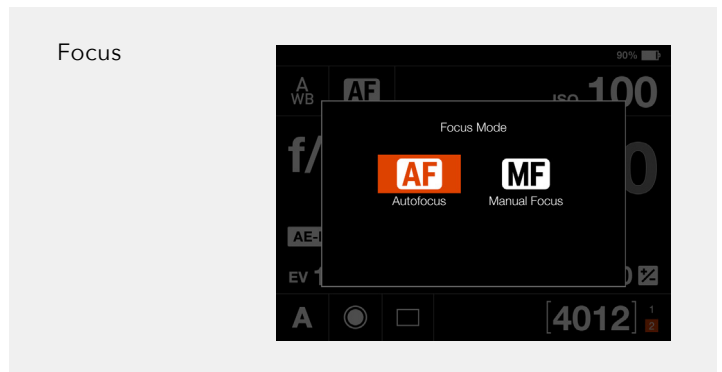 Focus
90%
A
WB
AF
ISO 100
Focus Mode
f/
0
AF
MF
Autofocus
Manual Focus
AE-
EV 1
0
A
[4012]
1
2